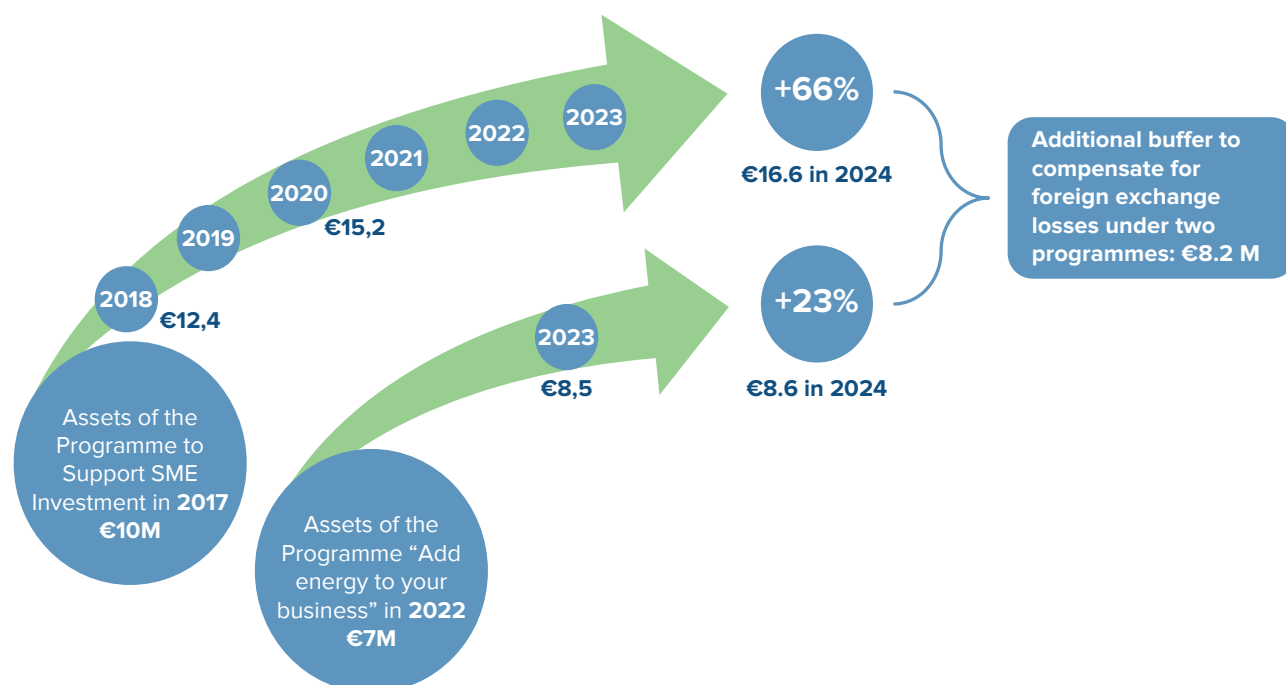 2018
€12,4
2019
2020
€15,2
2021
2022
2023
+66%
€16.6 in 2024
Additional buffer to
compensate for
foreign exchange
losses under two
programmes: €8.2 M
Assets of the
Programme to
Support SME
Investment in 2017
€10M
2023
€8,5
+23%
€8.6 in 2024
Assets of the
Programme “Add
energy to your
business” in 2022
€7M